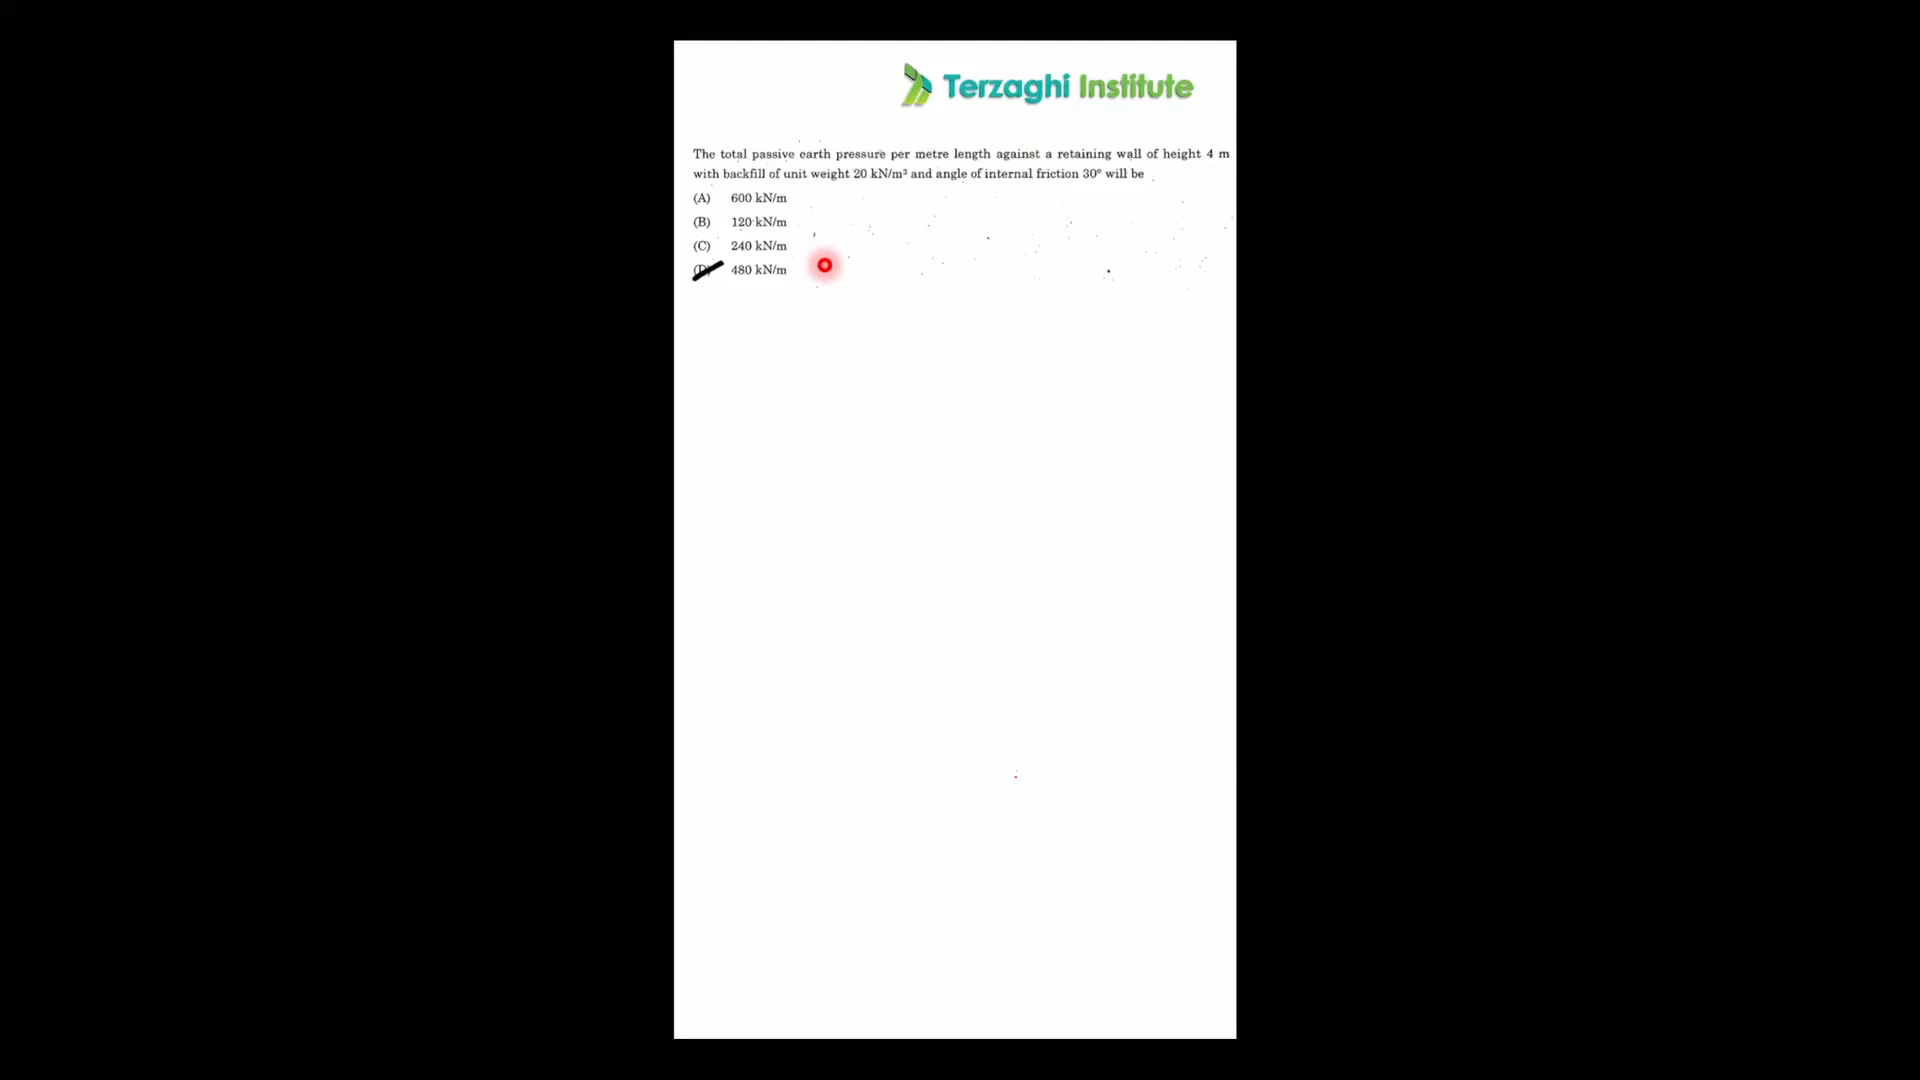 Terzaghi Institute
The total passive earth pressure per metre length against a retaining wall of height 4 m
with backfill of unit weight 20 kN/m³ and angle of internal friction 30° will be
(A) 600 kN/m
(B) 120 kN/m
(C) 240 kN/m
(D) 480 kN/m